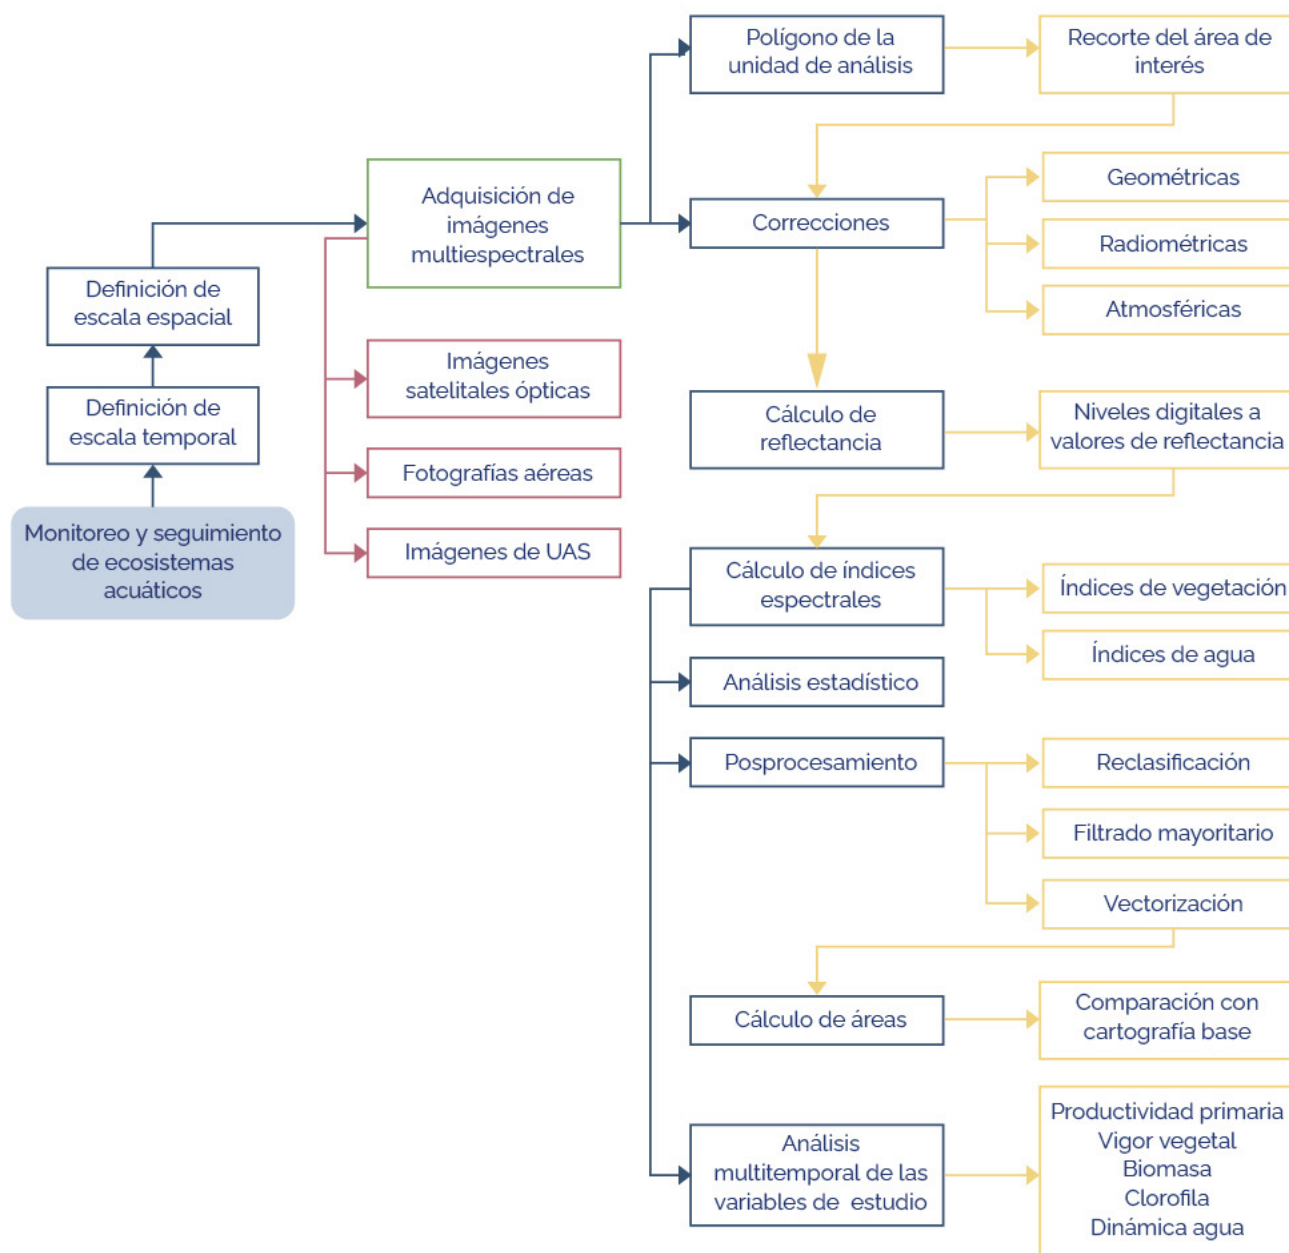 Polígono de la
unidad de análisis
Recorte del área de
interés
Adquisición de
imágenes
multiespectrales
Correcciones
Geométricas
Radiométricas
Atmosféricas
Definición de
escala espacial
Definición de
escala temporal
Monitoreo y seguimiento
de ecosistemas
acuáticos
Imágenes
satelitales ópticas
Fotografías aéreas
Imágenes de UAS
Cálculo de
reflectancia
Niveles digitales a
valores de reflectancia
Cálculo de índices
espectrales
Índices de vegetación
Índices de agua
Análisis estadístico
Posprocesamiento
Reclasificación
Filtrado mayoritario
Vectorización
Cálculo de áreas
Comparación con
cartografía base
Análisis
multitemporal de las
variables de estudio
Productividad primaria
Vigor vegetal
Biomasa
Clorofila
Dinámica agua